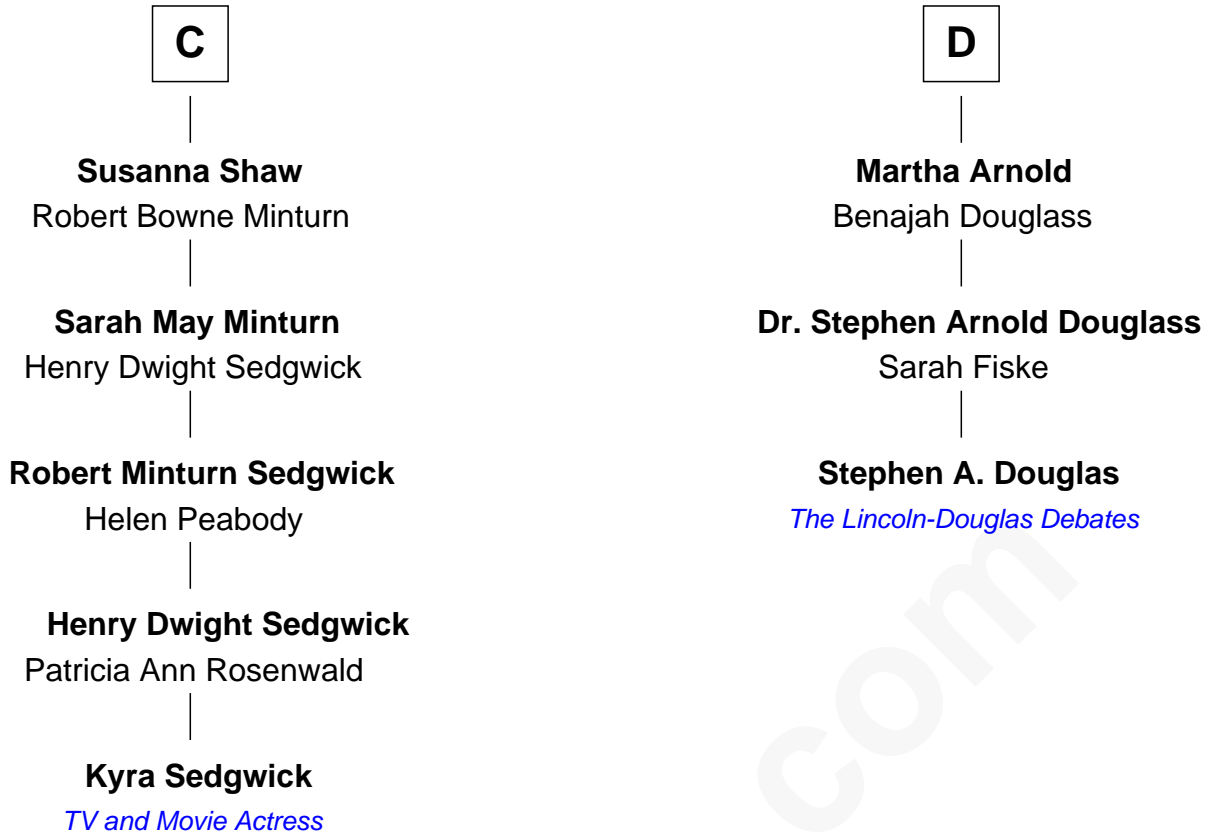 C
Susanna Shaw
Robert Bowne Minturn
Sarah May Minturn
Henry Dwight Sedgwick
Robert Minturn Sedgwick
Helen Peabody
Henry Dwight Sedgwick
Patricia Ann Rosenwald
Kyra Sedgwick
TV and Movie Actress
D
Martha Arnold
Benajah Douglass
Dr. Stephen Arnold Douglass
Sarah Fiske
Stephen A. Douglas
The Lincoln-Douglas Debates
com